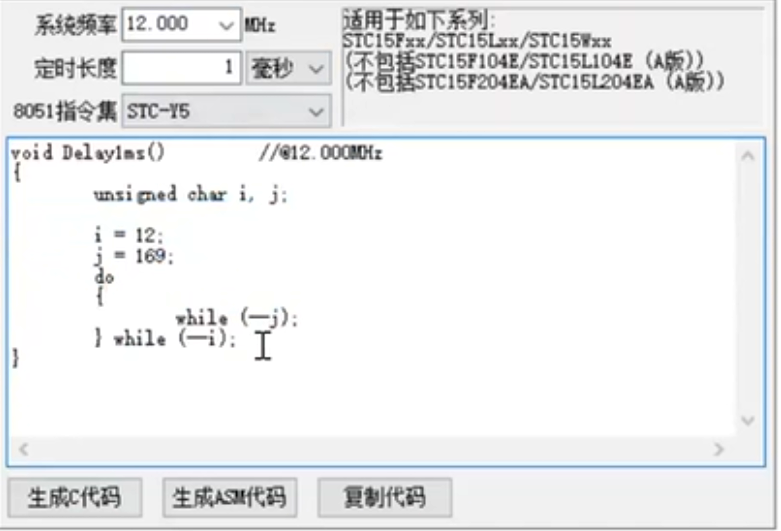 系统频率 12.000 MHz
定时长度 1 毫秒
8051指令集 STC-Y5
适用于如下系列:
STC15Fxx/STC15Lxx/STC15Wxx
(不包括STC15F104E/STC15L104E (A版))
(不包括STC15F204EA/STC15L204EA (A版))
void Delay1ms()		//@12.000MHz
{
	unsigned char i, j;
	i = 12;
	j = 169;
	do
	{
		while (--j);
	} while (--i);
}
生成C代码 生成ASM代码 复制代码